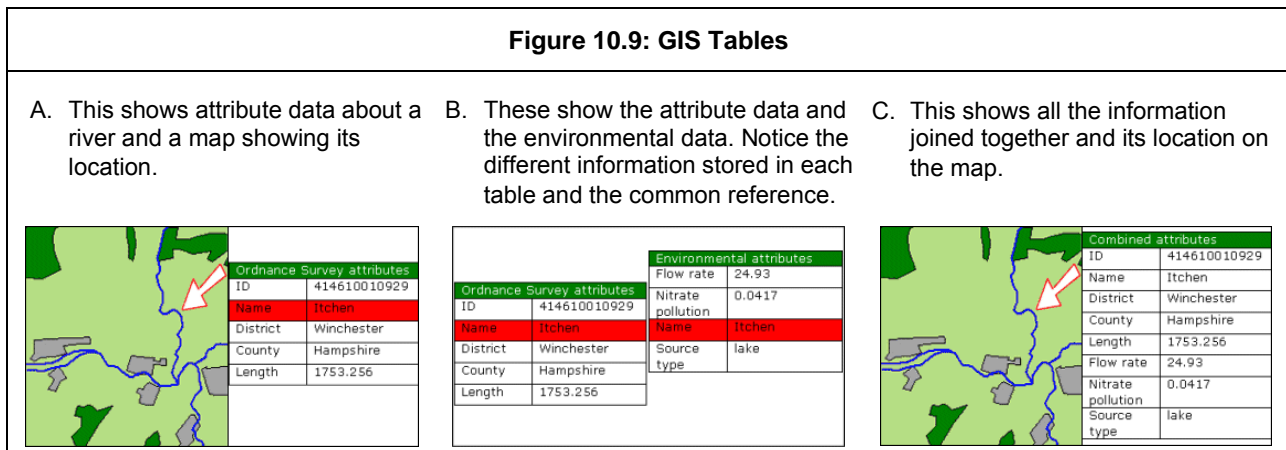 Figure 10.9: GIS Tables
A. This shows attribute data about a
river and a map showing its
location.
B. These show the attribute data and
the environmental data. Notice the
different information stored in each
table and the common reference.
C. This shows all the information
joined together and its location on
the map.
Ordnance Survey attributes
ID 414610010929
Name Itchen
District Winchester
County Hampshire
Length 1753.256
Ordnance Survey attributes
ID 414610010929
Name Itchen
District Winchester
County Hampshire
Length 1753.256
Environmental attributes
Flow rate 24.93
Nitrate 0.0417
pollution
Name Itchen
Source lake
type
Combined attributes
ID 414610010929
Name Itchen
District Winchester
County Hampshire
Length 1753.256
Flow rate 24.93
Nitrate 0.0417
pollution
Source lake
type